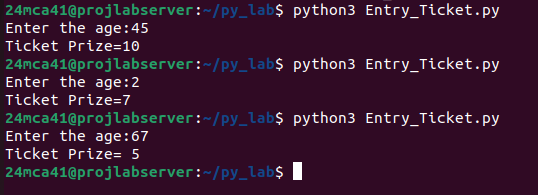 24mca41@projlabserver:~/py_lab$ python3 Entry_Ticket.py
Enter the age:45
Ticket Prize=10
24mca41@projlabserver:~/py_lab$ python3 Entry_Ticket.py
Enter the age:2
Ticket Prize=7
24mca41@projlabserver:~/py_lab$ python3 Entry_Ticket.py
Enter the age:67
Ticket Prize= 5
24mca41@projlabserver:~/py_lab$